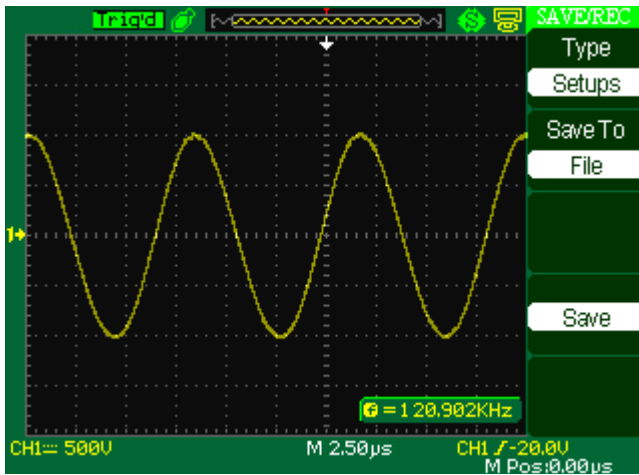 Trig'd S SAVE/REC
Type
Setups
Save To
File
1
Save
f =120.902KHz
CH1 500V M 2.50µs CH1 -20.0V
M Pos:0.00µs